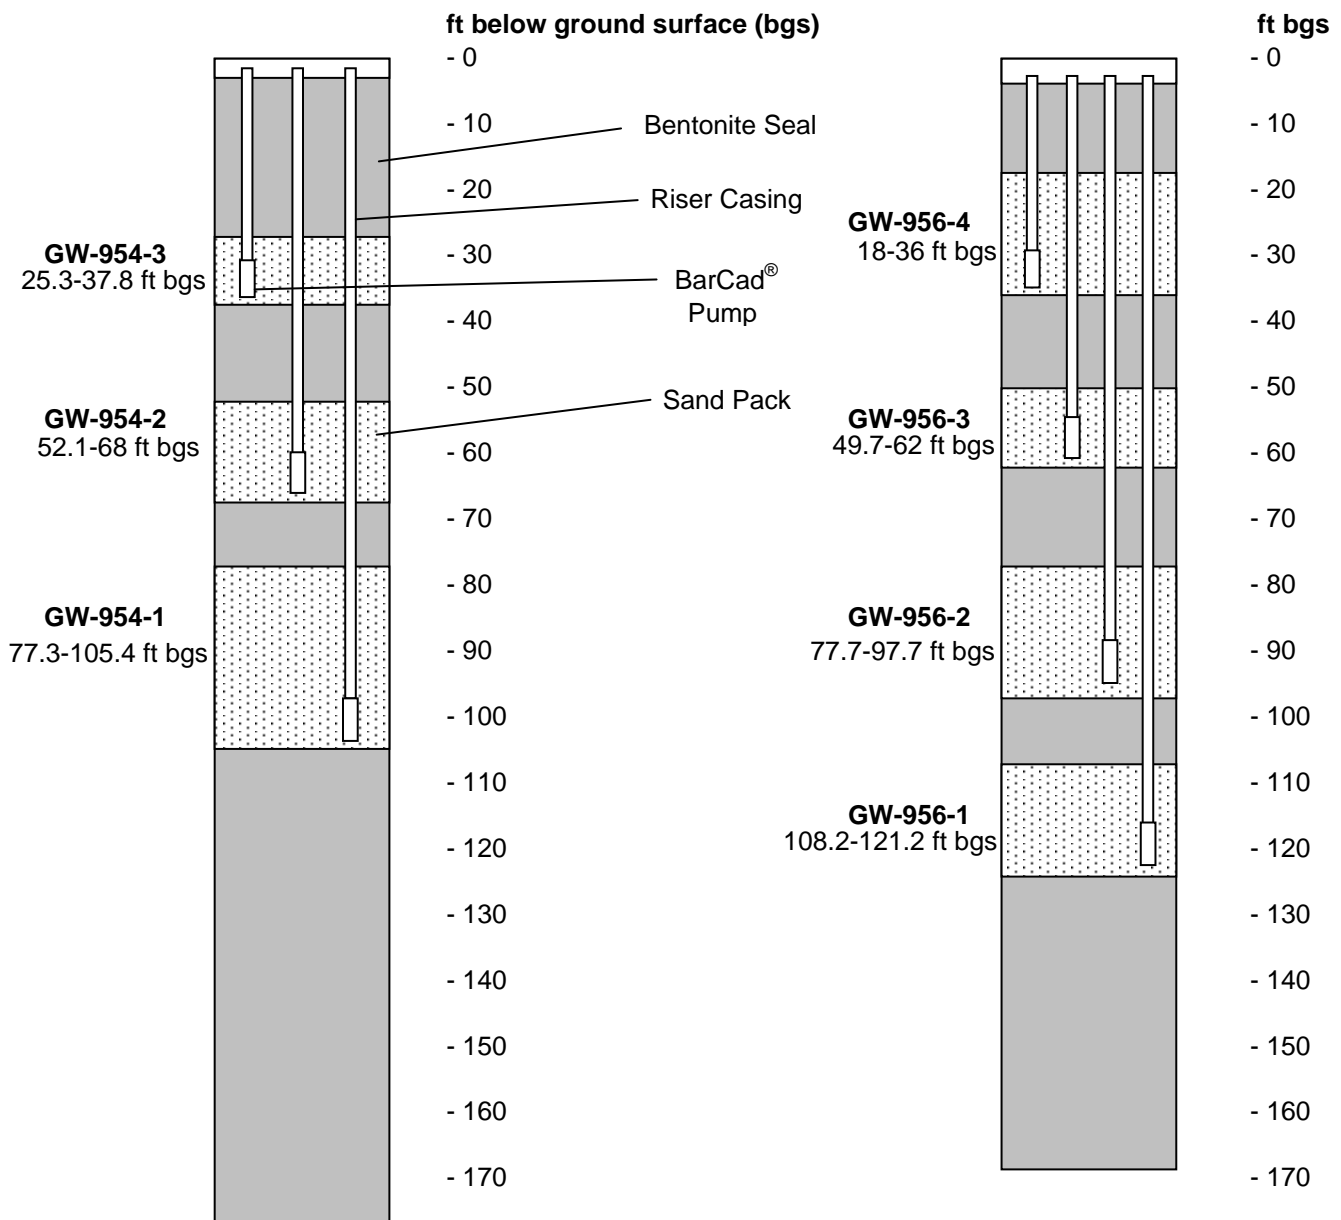 ft below ground surface (bgs)
ft bgs
- 0
- 10
- 20
- 30
- 40
- 50
- 60
- 70
- 80
- 90
- 100
- 110
- 120
- 130
- 140
- 150
- 160
- 170
Bentonite Seal
Riser Casing
BarCad®
Pump
Sand Pack
GW-954-3
25.3-37.8 ft bgs
GW-954-2
52.1-68 ft bgs
GW-954-1
77.3-105.4 ft bgs
GW-956-4
18-36 ft bgs
GW-956-3
49.7-62 ft bgs
GW-956-2
77.7-97.7 ft bgs
GW-956-1
108.2-121.2 ft bgs
- 0
- 10
- 20
- 30
- 40
- 50
- 60
- 70
- 80
- 90
- 100
- 110
- 120
- 130
- 140
- 150
- 160
- 170